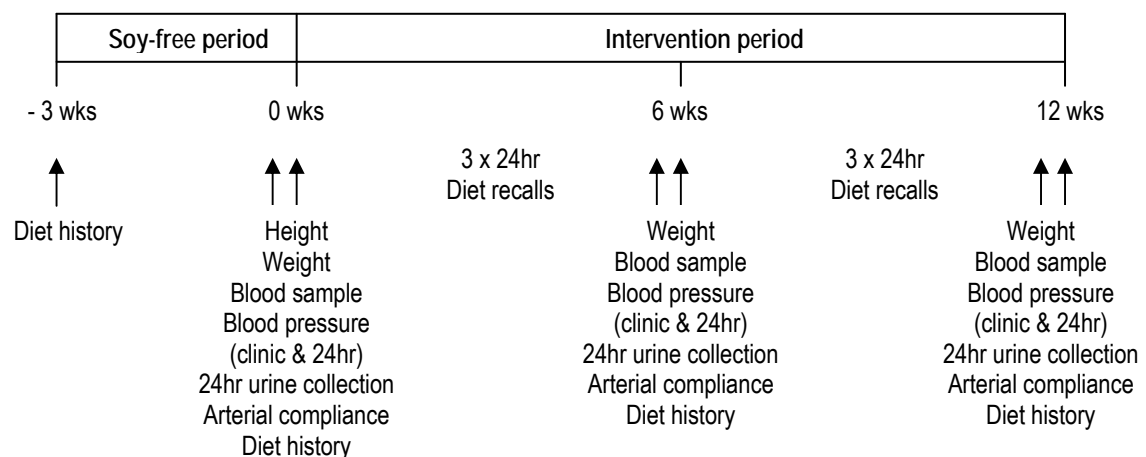 Soy-free period
Intervention period
- 3 wks
0 wks
6 wks
12 wks
3 x 24hr
Diet recalls
3 x 24hr
Diet recalls
Diet history
Height
Weight
Blood sample
Blood pressure
(clinic & 24hr)
24hr urine collection
Arterial compliance
Diet history
Weight
Blood sample
Blood pressure
(clinic & 24hr)
24hr urine collection
Arterial compliance
Diet history
Weight
Blood sample
Blood pressure
(clinic & 24hr)
24hr urine collection
Arterial compliance
Diet history